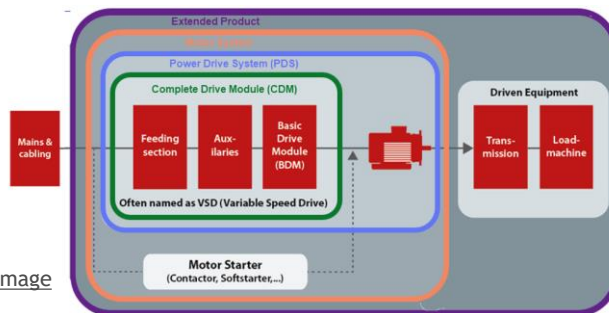 Extended Product
Motor System
Power Drive System (PDS)
Complete Drive Module (CDM)
Driven Equipment
Mains &
cabling
Feeding
section
Aux-
iliaries
Basic
Drive
Module
(BDM)
Trans-
mission
Load-
machine
Often named as VSD (Variable Speed Drive)
Motor Starter
(Contactor, Softstarter,...)
mage